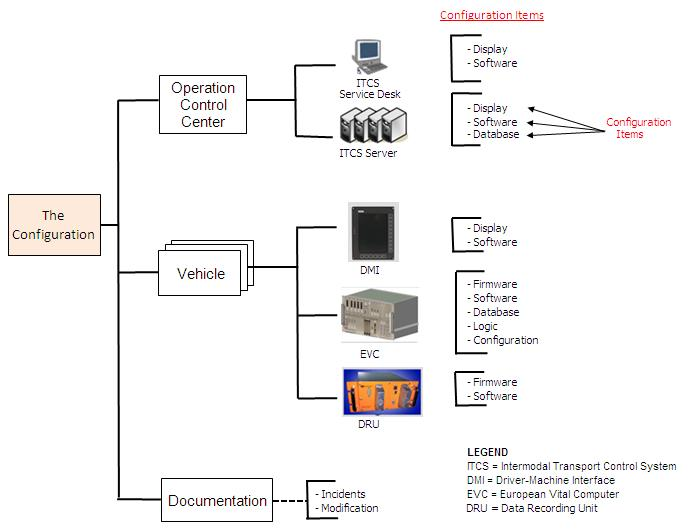 Configuration Items
Operation
Control
Center
ITCS
Service Desk
- Display
- Software
ITCS Server
- Display
- Software
- Database
Configuration
Items
The
Configuration
Vehicle
DMI
- Display
- Software
EVC
- Firmware
- Software
- Database
- Logic
- Configuration
DRU
- Firmware
- Software
Documentation
- Incidents
- Modification
LEGEND
ITCS = Intermodal Transport Control System
DMI = Driver-Machine Interface
EVC = European Vital Computer
DRU = Data Recording Unit